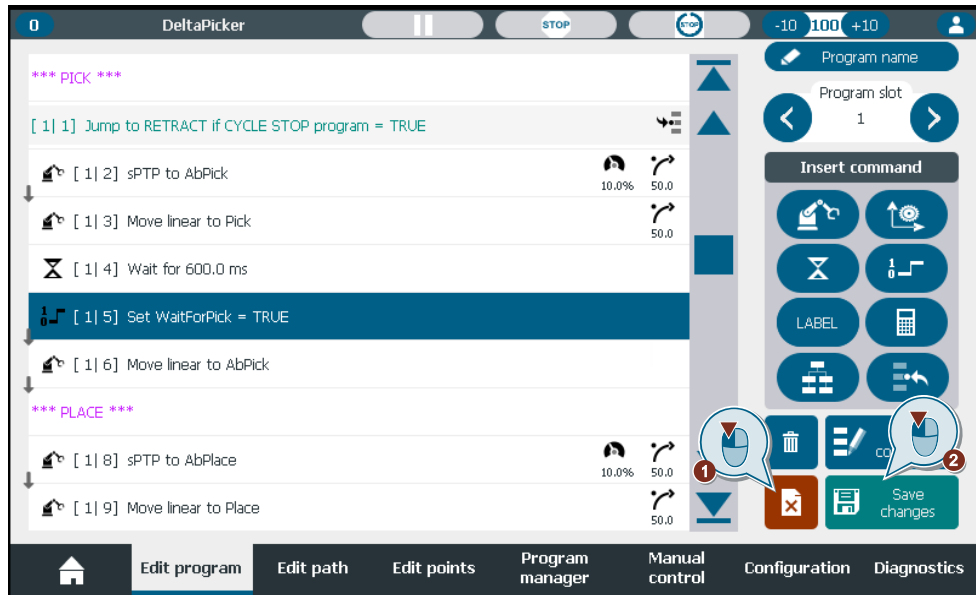 0
DeltaPicker
STOP
STOP
-10 100 +10
*** PICK ***
[ 1| 1] Jump to RETRACT if CYCLE STOP program = TRUE
[ 1| 2] sPTP to AbPick
10.0% 50.0
[ 1| 3] Move linear to Pick
50.0
[ 1| 4] Wait for 600.0 ms
1
0
[ 1| 5] Set WaitForPick = TRUE
[ 1| 6] Move linear to AbPick
*** PLACE ***
[ 1| 8] sPTP to AbPlace
10.0% 50.0
[ 1| 9] Move linear to Place
50.0
Program name
Program slot
1
Insert command
1
0
LABEL
1
2
Save
changes
Edit program
Edit path
Edit points
Program
manager
Manual
control
Configuration
Diagnostics